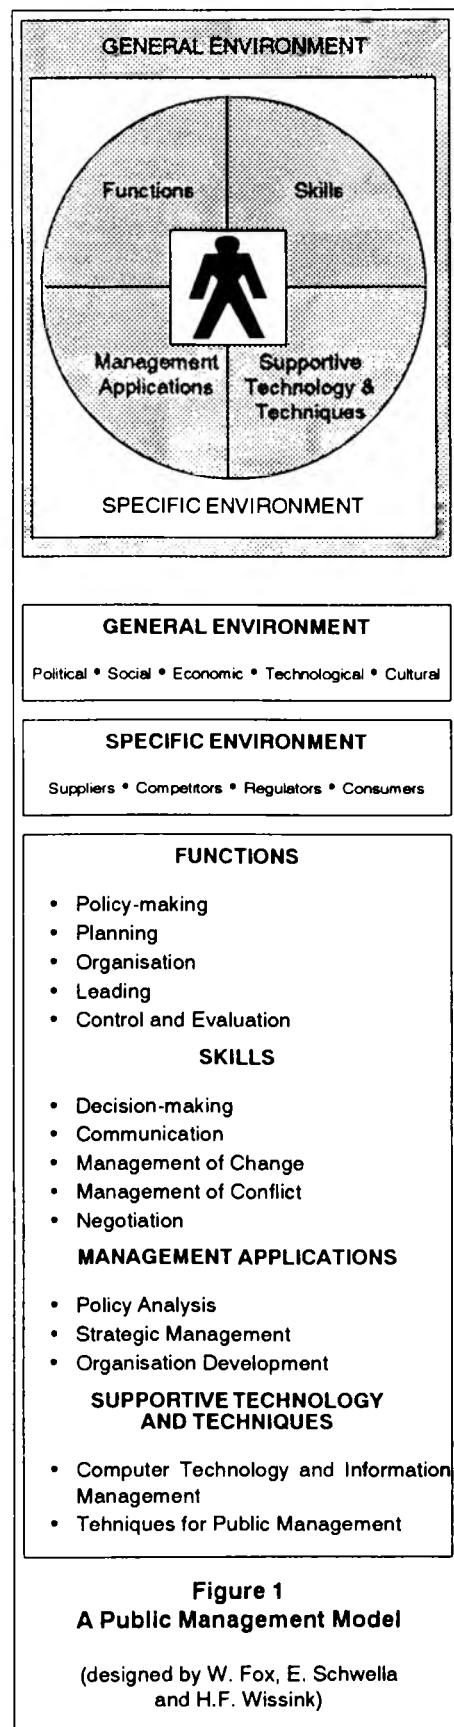 GENERAL ENVIRONMENT
Functions
Skills
Management
Applications
Supportive
Technology &
Techniques
SPECIFIC ENVIRONMENT
GENERAL ENVIRONMENT
Political • Social • Economic • Technological • Cultural
SPECIFIC ENVIRONMENT
Suppliers • Competitors • Regulators • Consumers
FUNCTIONS
• Policy-making
• Planning
• Organisation
• Leading
• Control and Evaluation
SKILLS
• Decision-making
• Communication
• Management of Change
• Management of Conflict
• Negotiation
MANAGEMENT APPLICATIONS
• Policy Analysis
• Strategic Management
• Organisation Development
SUPPORTIVE TECHNOLOGY
AND TECHNIQUES
• Computer Technology and Information
Management
• Tehniques for Public Management
Figure 1
A Public Management Model
(designed by W. Fox, E. Schwella
and H.F. Wissink)